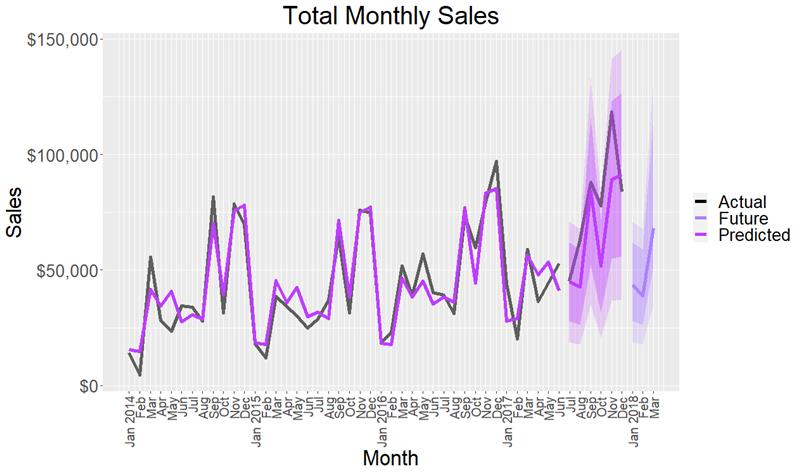 Total Monthly Sales
$150,000
$100,000
$50,000
$0
Sales
Jan 2014
Feb
Mar
Apr
May
Jun
Jul
Aug
Sep
Oct
Nov
Dec
Jan 2015
Feb
Mar
Apr
May
Jun
Jul
Aug
Sep
Oct
Nov
Dec
Jan 2016
Feb
Mar
Apr
May
Jun
Jul
Aug
Sep
Oct
Nov
Dec
Jan 2017
Feb
Mar
Apr
May
Jun
Jul
Aug
Sep
Oct
Nov
Dec
Jan 2018
Feb
Mar
Month
Actual
Future
Predicted